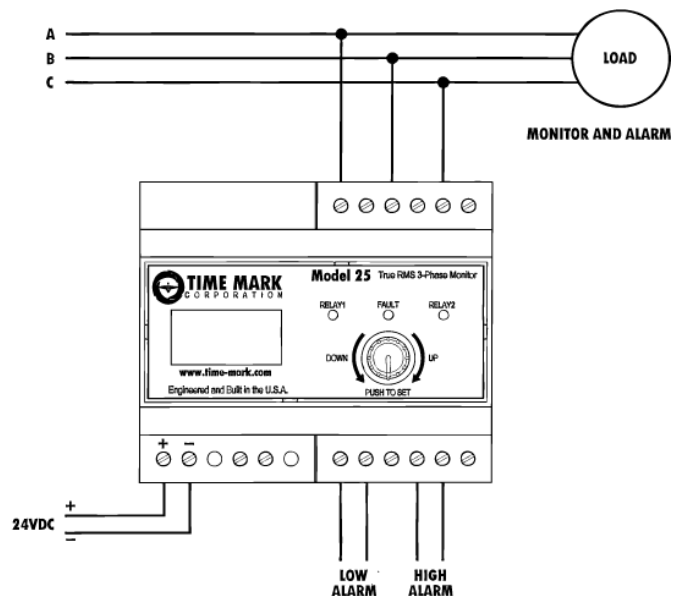 A
B
C
LOAD
MONITOR AND ALARM
TIME MARK
CORPORATION
Model 25 True RMS 3-Phase Monitor
RELAY1 FAULT RELAY2
DOWN UP
PUSH TO SET
www.time-mark.com
Engineered and Built in the U.S.A.
+ −
+
24VDC
−
LOW ALARM
HIGH ALARM